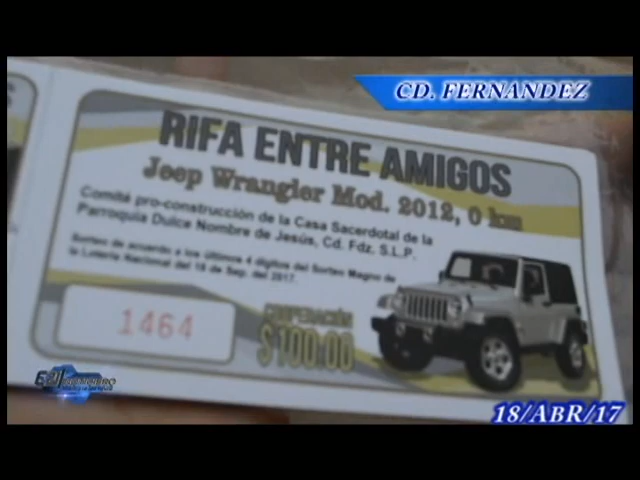 CD. FERNANDEZ
RIFA ENTRE AMIGOS
Jeep Wrangler Mod. 2012, 0 km
Comité pro-construcción de la Casa Sacerdotal de la
Parroquia Dulce Nombre de Jesús, Cd. Fdz, S.L.P.
Sorteo de acuerdo a los últimos 4 dígitos del Sorteo Magno de
la Lotería Nacional del 16 de Sep. del 2017.
COOPERACIÓN
1464
$100.00
18/ABR/17